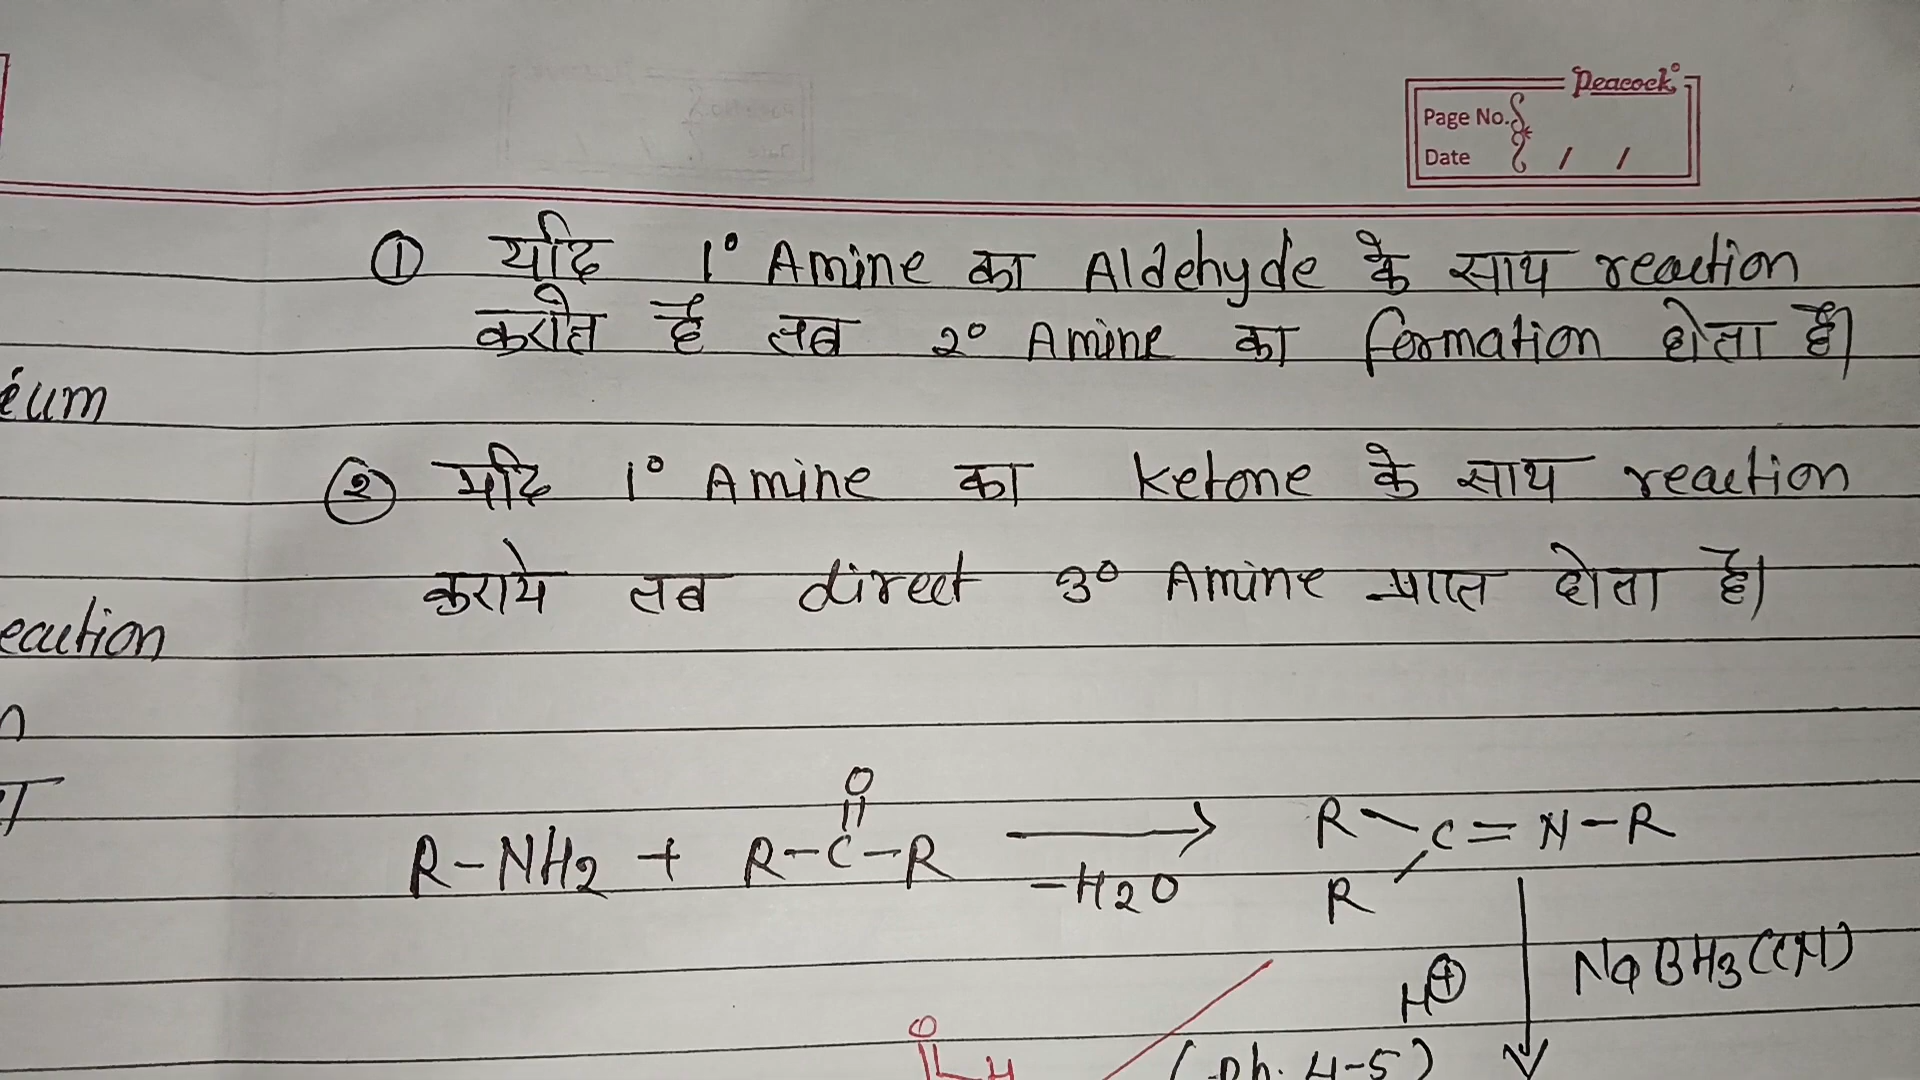 Peacock
Page No.
Date / /
① यदि 1° Amine का Aldehyde के साथ reaction
कराते है तब 2° Amine का formation होता है।
éum
② यदि 1° Amine का ketone के साथ reaction
कराये तब direct 3° Amine प्राप्त होता है।
eaction
n
O
R-NH2 + R-C-R → R C=N-R
-H2O R
H⊕ NaBH3(CN)
O
H (ph. 4-5)